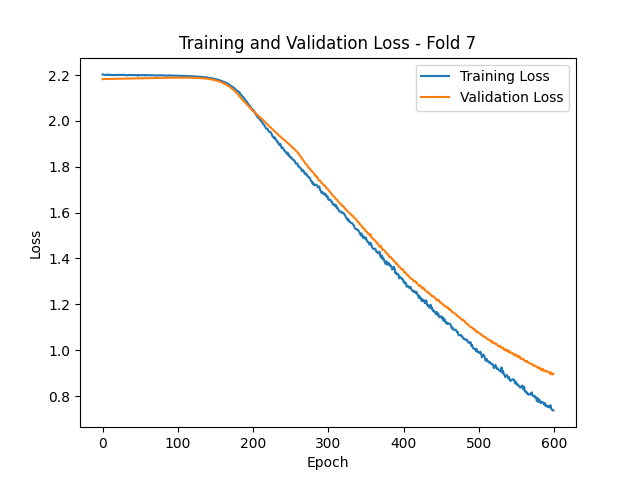 Training and Validation Loss - Fold 7
Training Loss
Validation Loss
Loss
2.2
2.0
1.8
1.6
1.4
1.2
1.0
0.8
0 100 200 300 400 500 600
Epoch